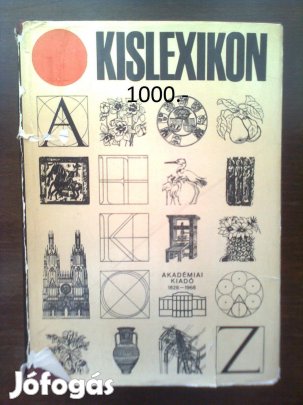 KISLEXIKON
1000.-
A
AKADÉMIAI
KIADÓ
1828–1968
K
Z
Jófogás